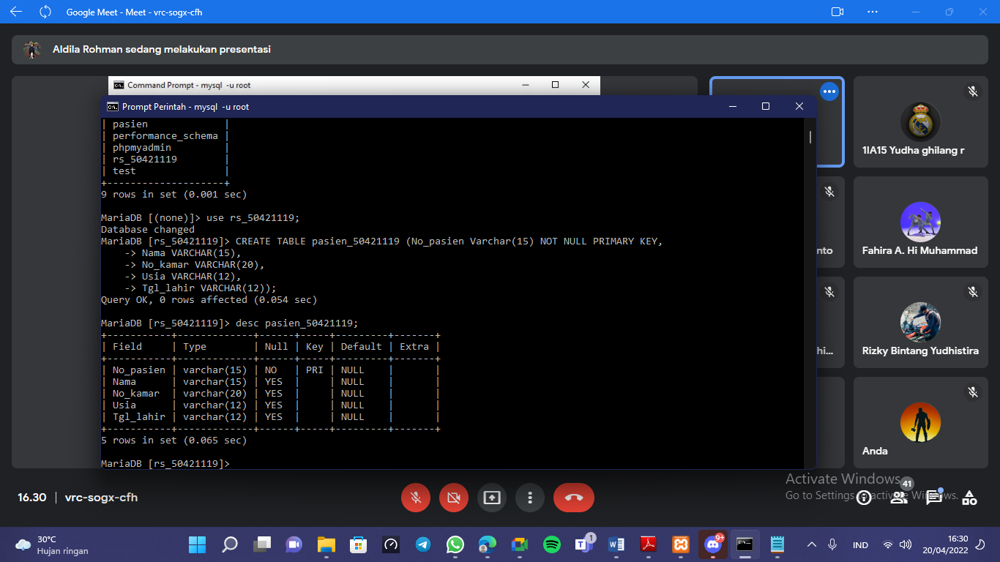 Google Meet - Meet - vrc-sogx-cfh
Aldila Rohman sedang melakukan presentasi
Command Prompt - mysql -u root
Prompt Perintah - mysql -u root
| pasien |
| performance_schema |
| phpmyadmin |
| rs_50421119 |
| test |
+--------------------+
9 rows in set (0.001 sec)
MariaDB [(none)]> use rs_50421119;
Database changed
MariaDB [rs_50421119]> CREATE TABLE pasien_50421119 (No_pasien Varchar(15) NOT NULL PRIMARY KEY,
-> Nama VARCHAR(15),
-> No_kamar VARCHAR(20),
-> Usia VARCHAR(12),
-> Tgl_lahir VARCHAR(12));
Query OK, 0 rows affected (0.054 sec)
MariaDB [rs_50421119]> desc pasien_50421119;
+-----------+-------------+------+-----+---------+-------+
| Field | Type | Null | Key | Default | Extra |
+-----------+-------------+------+-----+---------+-------+
| No_pasien | varchar(15) | NO | PRI | NULL | |
| Nama | varchar(15) | YES | | NULL | |
| No_kamar | varchar(20) | YES | | NULL | |
| Usia | varchar(12) | YES | | NULL | |
| Tgl_lahir | varchar(12) | YES | | NULL | |
+-----------+-------------+------+-----+---------+-------+
5 rows in set (0.065 sec)
MariaDB [rs_50421119]>
1IA15 Yudha ghilang r
nto
Fahira A. Hi Muhammad
hi...
Rizky Bintang Yudhistira
Anda
Activate Windows
Go to Settings to activate Windows.
16.30 | vrc-sogx-cfh
41
30°C
Hujan ringan
1
9+
IND
16:30
20/04/2022